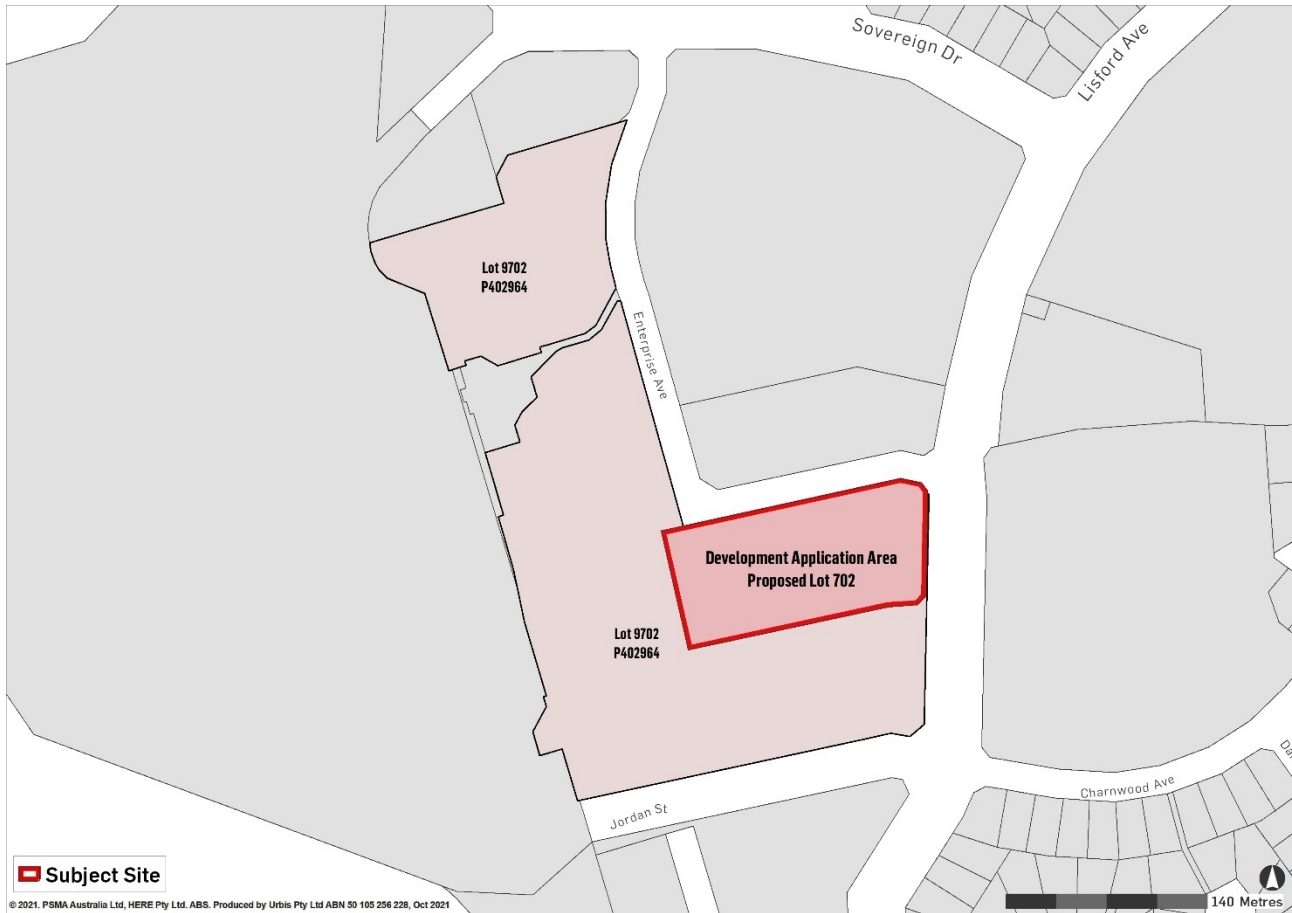 Sovereign Dr
Lisford Ave
Lot 9702
P402964
Enterprise Ave
Development Application Area
Proposed Lot 702
Lot 9702
P402964
Da
Charnwood Ave
Jordan St
Subject Site
140 Metres
© 2021. PSMA Australia Ltd, HERE Pty Ltd. ABS. Produced by Urbis Pty Ltd ABN 50 105 256 228, Oct 2021